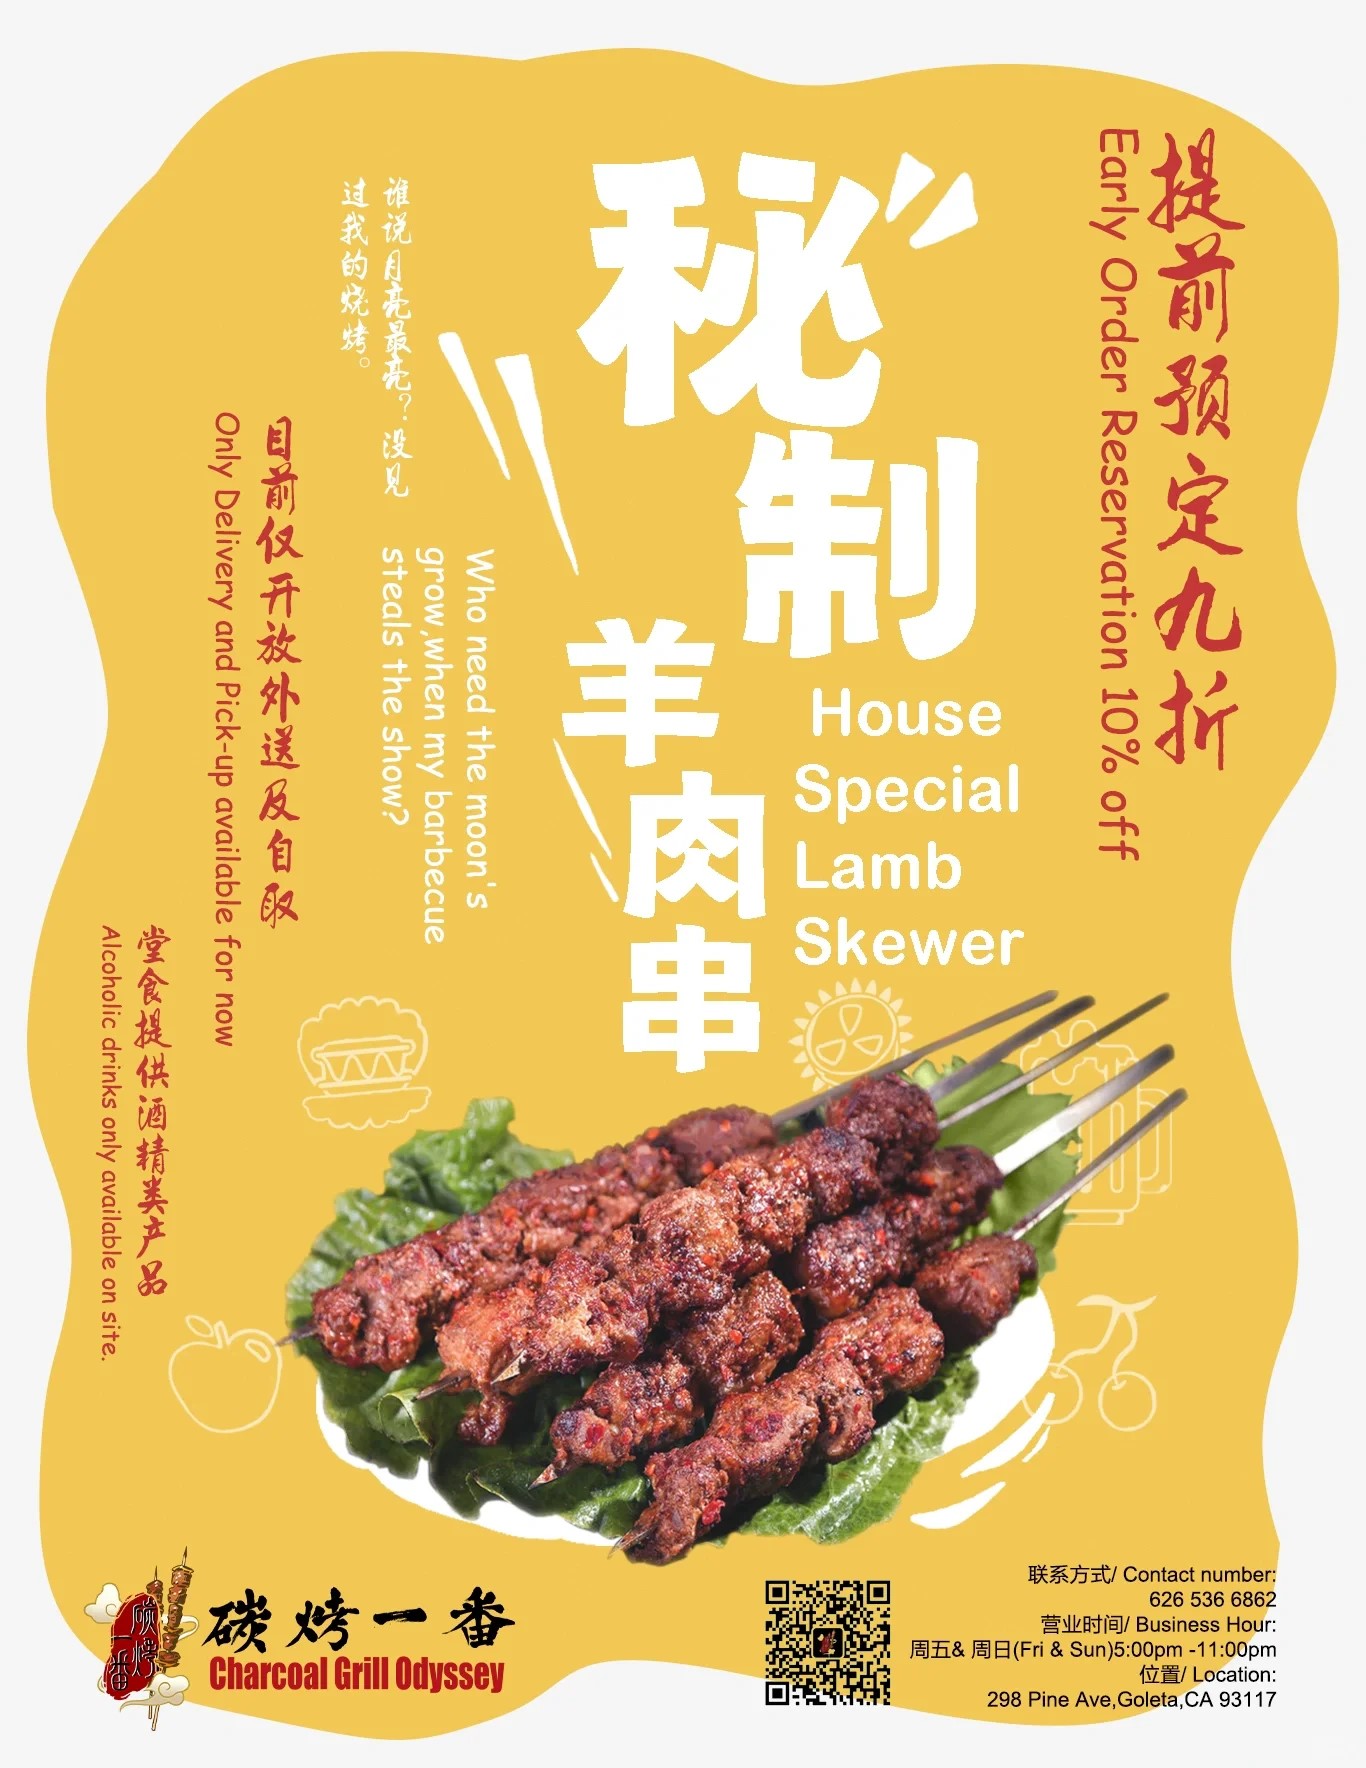 提前预定九折
Early Order Reservation 10% off
秘制
羊肉串
House
Special
Lamb
Skewer
谁说月亮最亮？没见
过我的烧烤。
Who need the moon's
grow,when my barbecue
steals the show?
目前仅开放外送及自取
Only Delivery and Pick-up available for now
堂食提供酒精类产品
Alcoholic drinks only available on site.
碳烤一番
碳烤一番
Charcoal Grill Odyssey
联系方式/ Contact number:
626 536 6862
营业时间/ Business Hour:
周五& 周日(Fri & Sun)5:00pm -11:00pm
位置/ Location:
298 Pine Ave,Goleta,CA 93117